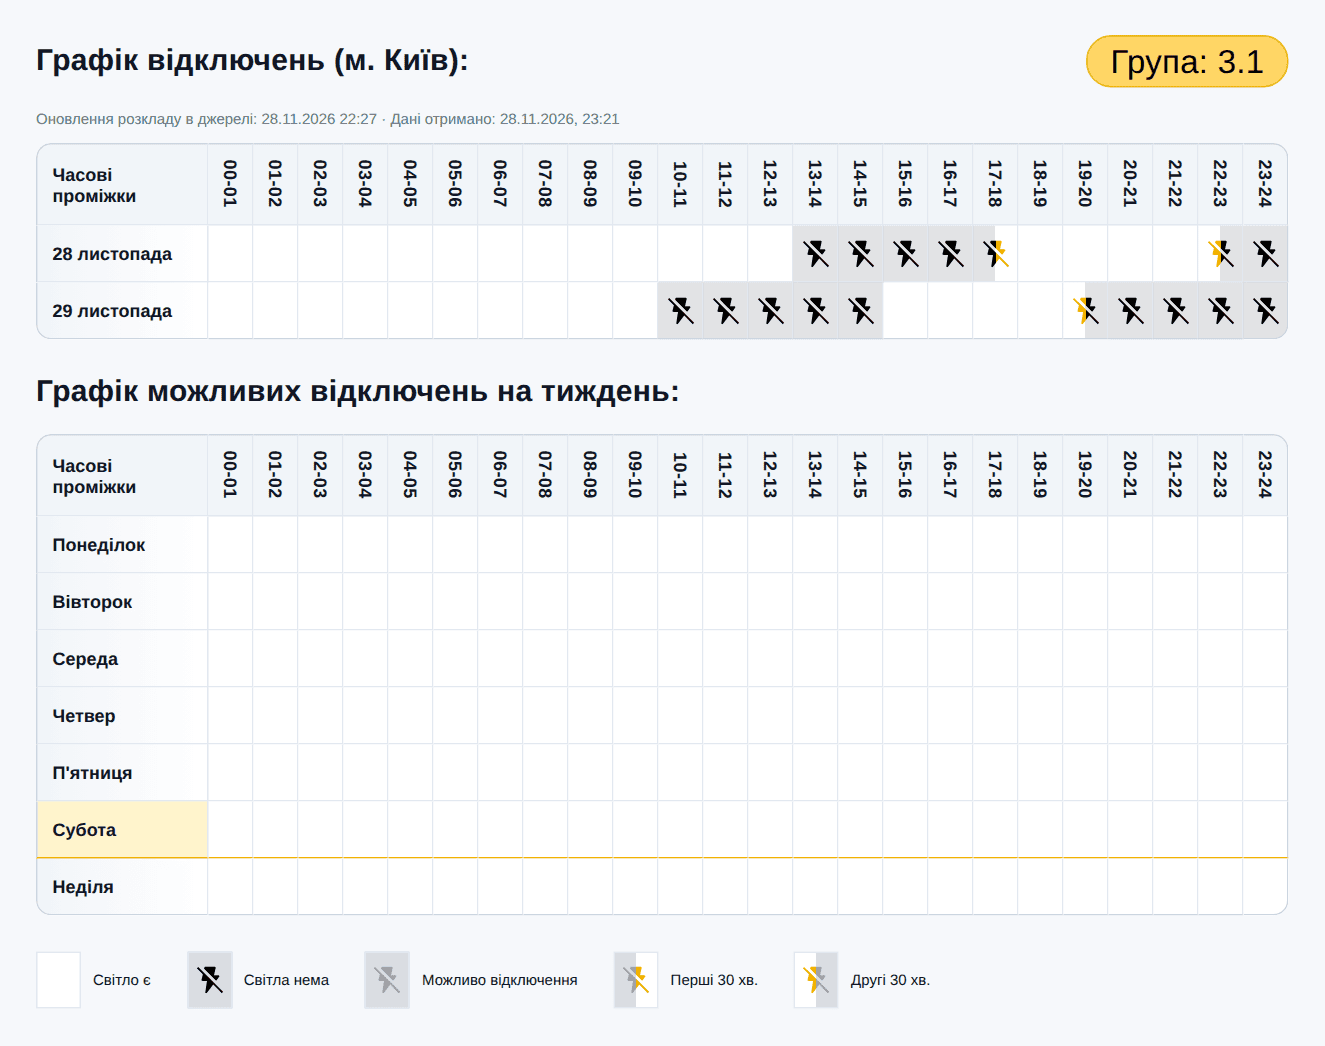 Графік відключень (м. Київ):
Група: 3.1
Оновлення розкладу в джерелі: 28.11.2026 22:27 · Дані отримано: 28.11.2026, 23:21
Часові проміжки 00-01 01-02 02-03 03-04 04-05 05-06 06-07 07-08 08-09 09-10 10-11 11-12 12-13 13-14 14-15 15-16 16-17 17-18 18-19 19-20 20-21 21-22 22-23 23-24
28 листопада
29 листопада
Графік можливих відключень на тиждень:
Часові проміжки 00-01 01-02 02-03 03-04 04-05 05-06 06-07 07-08 08-09 09-10 10-11 11-12 12-13 13-14 14-15 15-16 16-17 17-18 18-19 19-20 20-21 21-22 22-23 23-24
Понеділок
Вівторок
Середа
Четвер
П'ятниця
Субота
Неділя
Світло є Світла нема Можливо відключення Перші 30 хв. Другі 30 хв.